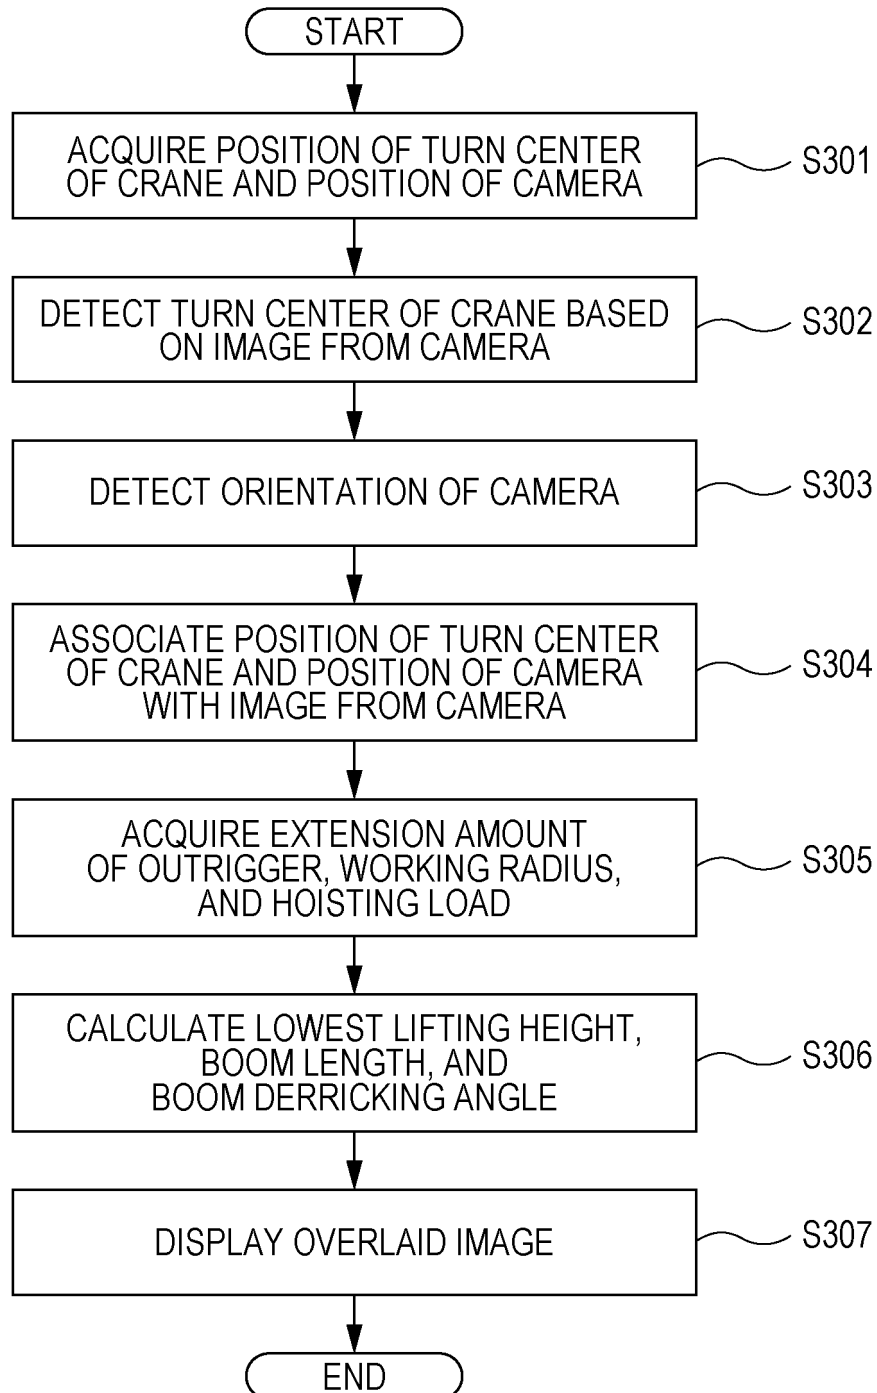 START
ACQUIRE POSITION OF TURN CENTER
OF CRANE AND POSITION OF CAMERA
S301
DETECT TURN CENTER OF CRANE BASED
ON IMAGE FROM CAMERA
S302
DETECT ORIENTATION OF CAMERA
S303
ASSOCIATE POSITION OF TURN CENTER
OF CRANE AND POSITION OF CAMERA
WITH IMAGE FROM CAMERA
S304
ACQUIRE EXTENSION AMOUNT
OF OUTRIGGER, WORKING RADIUS,
AND HOISTING LOAD
S305
CALCULATE LOWEST LIFTING HEIGHT,
BOOM LENGTH, AND
BOOM DERRICKING ANGLE
S306
DISPLAY OVERLAID IMAGE
S307
END